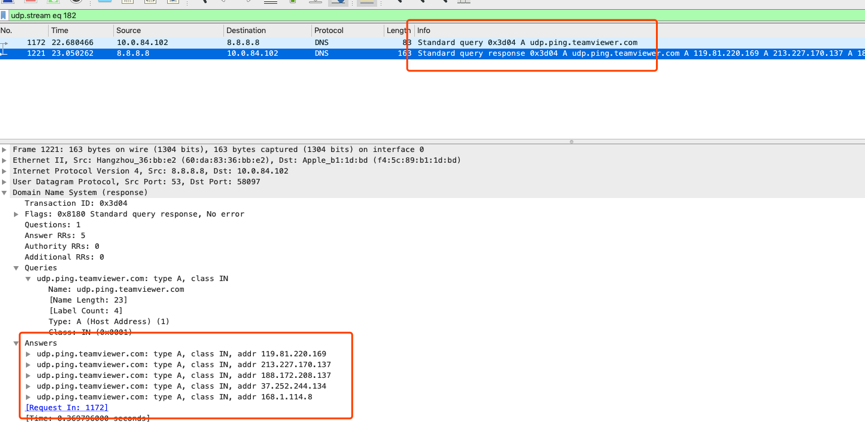 udp.stream eq 182
No. Time Source Destination Protocol Length Info
1172 22.680466 10.0.84.102 8.8.8.8 DNS 83 Standard query 0x3d04 A udp.ping.teamviewer.com
1221 23.050262 8.8.8.8 10.0.84.102 DNS 163 Standard query response 0x3d04 A udp.ping.teamviewer.com A 119.81.220.169 A 213.227.170.137 A 18
Frame 1221: 163 bytes on wire (1304 bits), 163 bytes captured (1304 bits) on interface 0
Ethernet II, Src: Hangzhou_36:bb:e2 (60:da:83:36:bb:e2), Dst: Apple_b1:1d:bd (f4:5c:89:b1:1d:bd)
Internet Protocol Version 4, Src: 8.8.8.8, Dst: 10.0.84.102
User Datagram Protocol, Src Port: 53, Dst Port: 58097
Domain Name System (response)
Transaction ID: 0x3d04
Flags: 0x8180 Standard query response, No error
Questions: 1
Answer RRs: 5
Authority RRs: 0
Additional RRs: 0
Queries
udp.ping.teamviewer.com: type A, class IN
Name: udp.ping.teamviewer.com
[Name Length: 23]
[Label Count: 4]
Type: A (Host Address) (1)
Class: IN (0x0001)
Answers
udp.ping.teamviewer.com: type A, class IN, addr 119.81.220.169
udp.ping.teamviewer.com: type A, class IN, addr 213.227.170.137
udp.ping.teamviewer.com: type A, class IN, addr 188.172.208.137
udp.ping.teamviewer.com: type A, class IN, addr 37.252.244.134
udp.ping.teamviewer.com: type A, class IN, addr 168.1.114.8
[Request In: 1172]
[Time: 0.369796000 seconds]